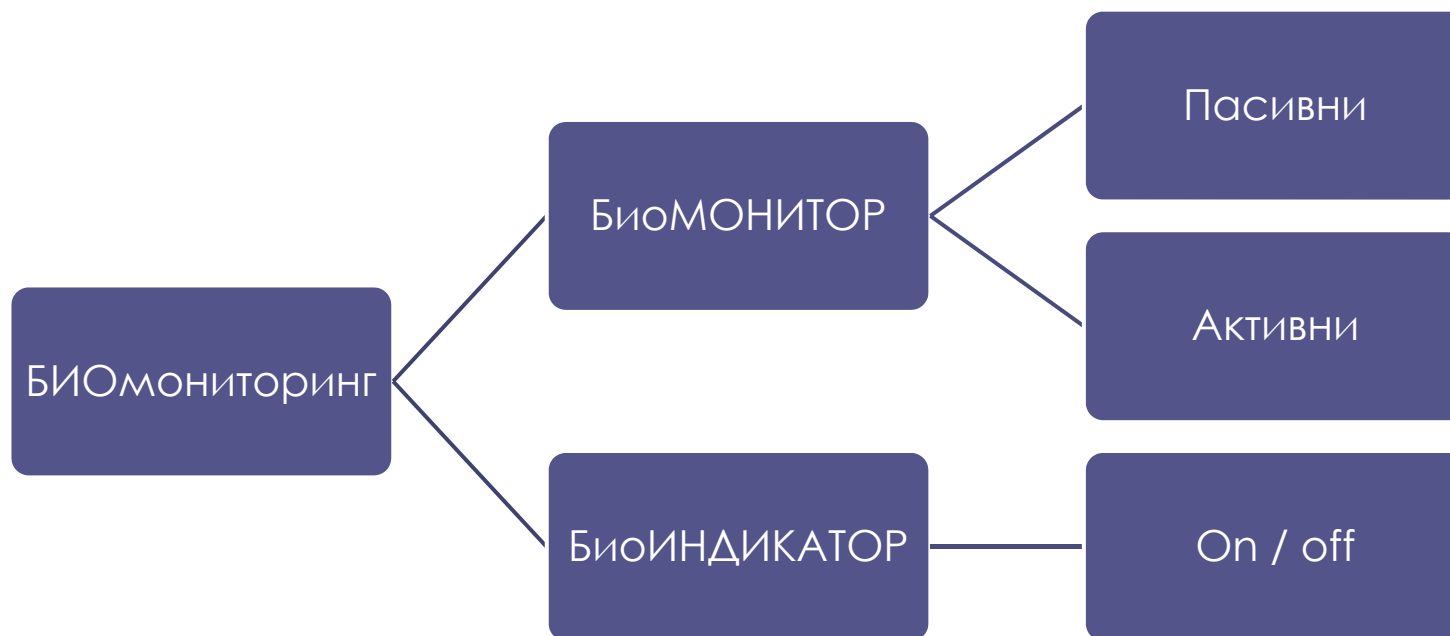 БИОмониторинг
БиоМОНИТОР
Пасивни
Активни
БиоИНДИКАТОР
On / off